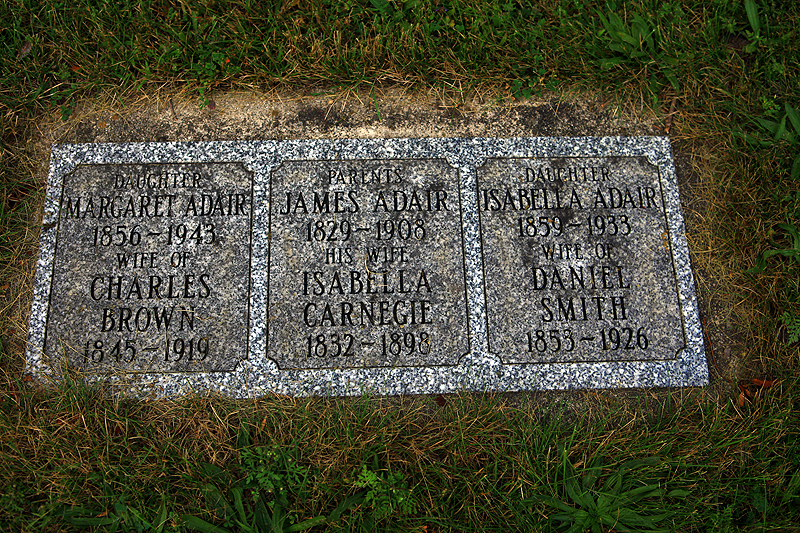 DAUGHTER
MARGARET ADAIR
1856-1943
WIFE OF
CHARLES
BROWN
1845-1919
PARENTS
JAMES ADAIR
1829-1908
HIS WIFE
ISABELLA
CARNEGIE
1832-1898
DAUGHTER
ISABELLA ADAIR
1859-1933
WIFE OF
DANIEL
SMITH
1853-1926